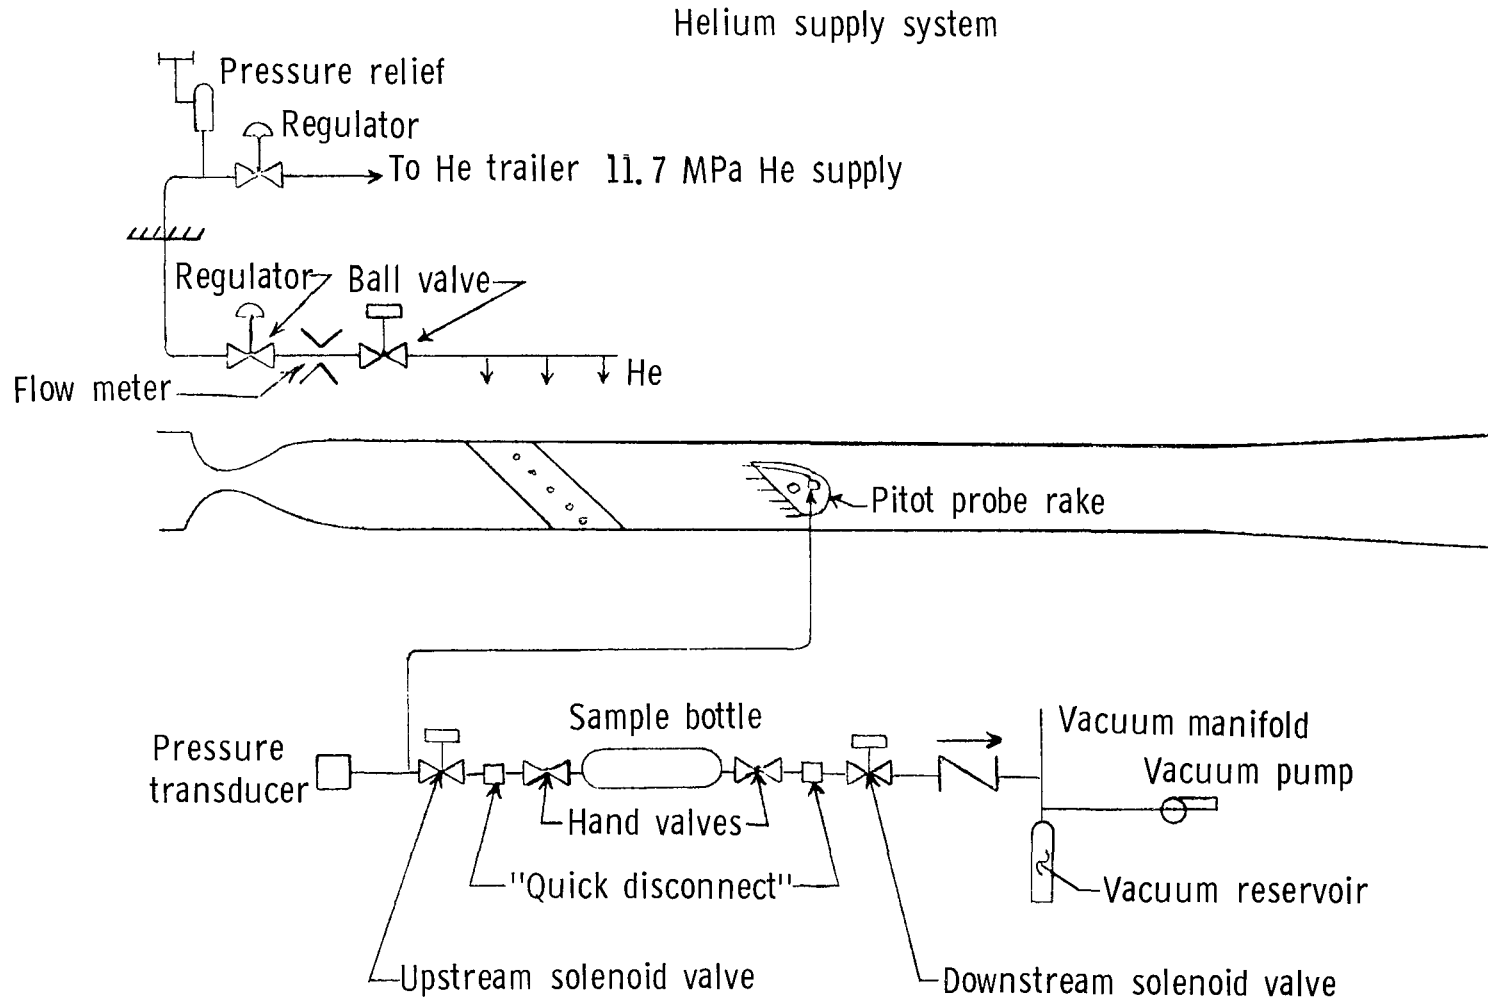 Helium supply system
Pressure relief
Regulator
To He trailer 11.7 MPa He supply
Regulator
Ball valve
He
Flow meter
Pitot probe rake
Sample bottle
Vacuum manifold
Pressure
transducer
Vacuum pump
Hand valves
"Quick disconnect"
Vacuum reservoir
Upstream solenoid valve
Downstream solenoid valve